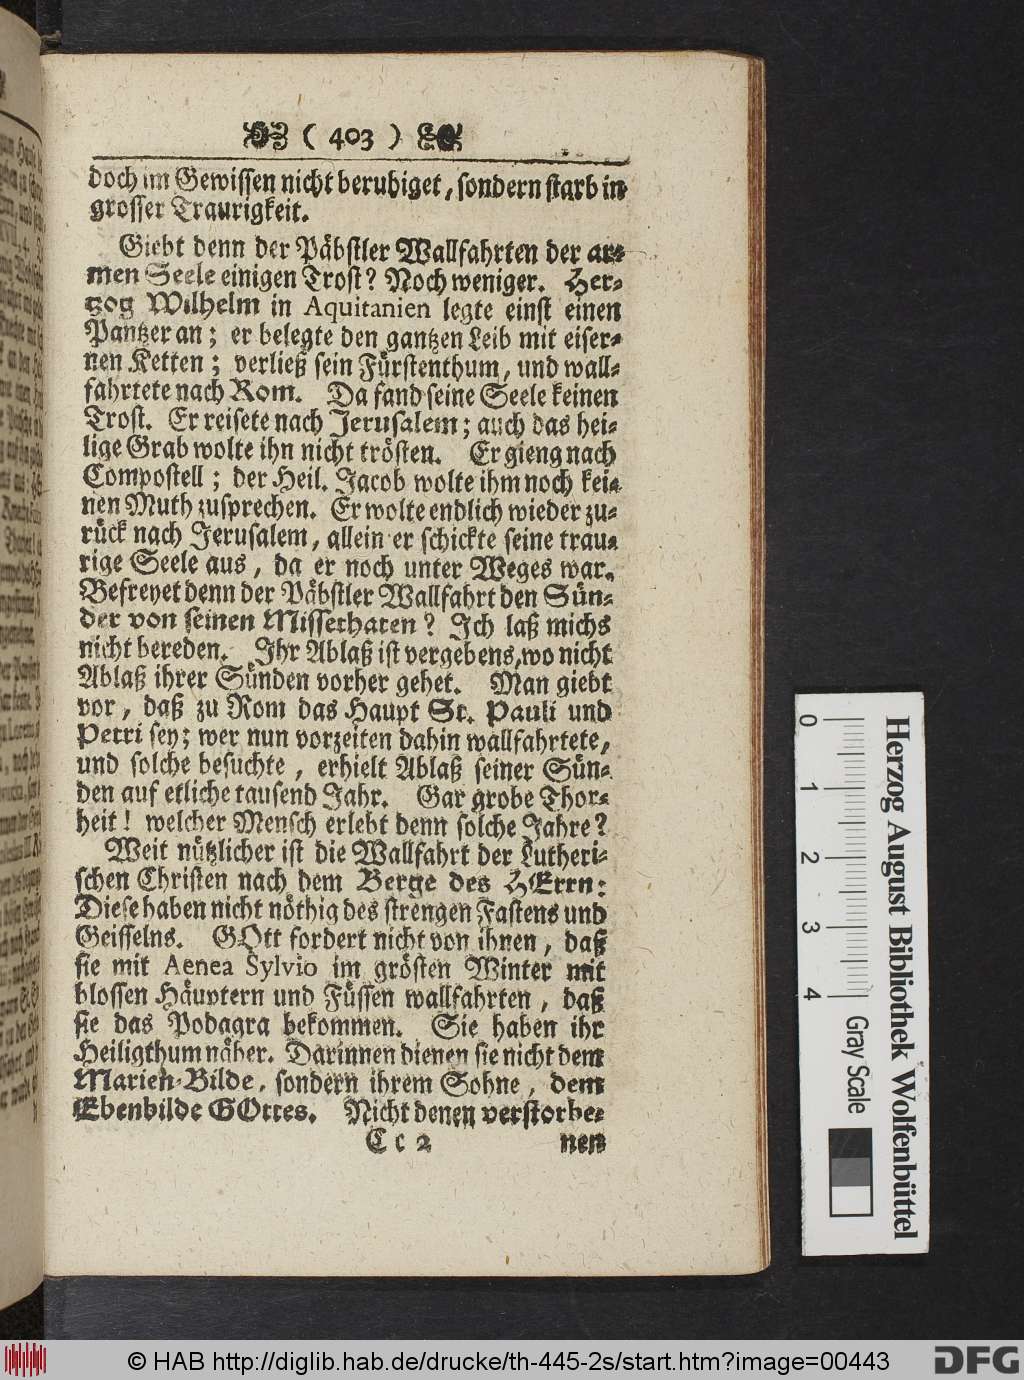 ( 403 )
doch im Gewissen nicht beruhiget, sondern starb in
grosser Traurigkeit.
Giebt denn der Päbstler Wallfahrten der ar-
men Seele einigen Trost? Noch weniger. Her-
tzog Wilhelm in Aquitanien legte einst einen
Pantzer an; er belegte den gantzen Leib mit eiser-
nen Ketten; verließ sein Fürstenthum, und wall-
fahrtete nach Rom. Da fand seine Seele keinen
Trost. Er reisete nach Jerusalem; auch das hei-
lige Grab wolte ihn nicht trösten. Er gieng nach
Compostell; der Heil. Jacob wolte ihm noch kei-
nen Muth zusprechen. Er wolte endlich wieder zu-
rück nach Jerusalem, allein er schickte seine trau-
rige Seele aus, da er noch unter Weges war.
Befreyet denn der Päbstler Wallfahrt den Sün-
der von seinen Missethaten? Ich laß michs
nicht bereden. Ihr Ablaß ist vergebens, wo nicht
Ablaß ihrer Sünden vorher gehet. Man giebt
vor, daß zu Rom das Haupt St. Pauli und
Petri sey; wer nun vorzeiten dahin wallfahrtete,
und solche besuchte, erhielt Ablaß seiner Sün-
den auf etliche tausend Jahr. Gar grobe Thor-
heit! welcher Mensch erlebt denn solche Jahre?
Weit nützlicher ist die Wallfahrt der Lutheri-
schen Christen nach dem Berge des HErrn:
Diese haben nicht nöthig des strengen Fastens und
Geisselns. GOtt fordert nicht von ihnen, daß
sie mit Aenea Sylvio im grösten Winter mit
blossen Häuptern und Füssen wallfahrten, daß
sie das Podagra bekommen. Sie haben ihr
Heiligthum näher. Darinnen dienen sie nicht dem
Marien-Bilde, sondern ihrem Sohne, dem
Ebenbilde GOttes. Nicht denen verstorbe-
Cc 2 nen
0 1 2 3 4
Gray Scale
Herzog August Bibliothek Wolfenbüttel
© HAB http://diglib.hab.de/drucke/th-445-2s/start.htm?image=00443
DFG